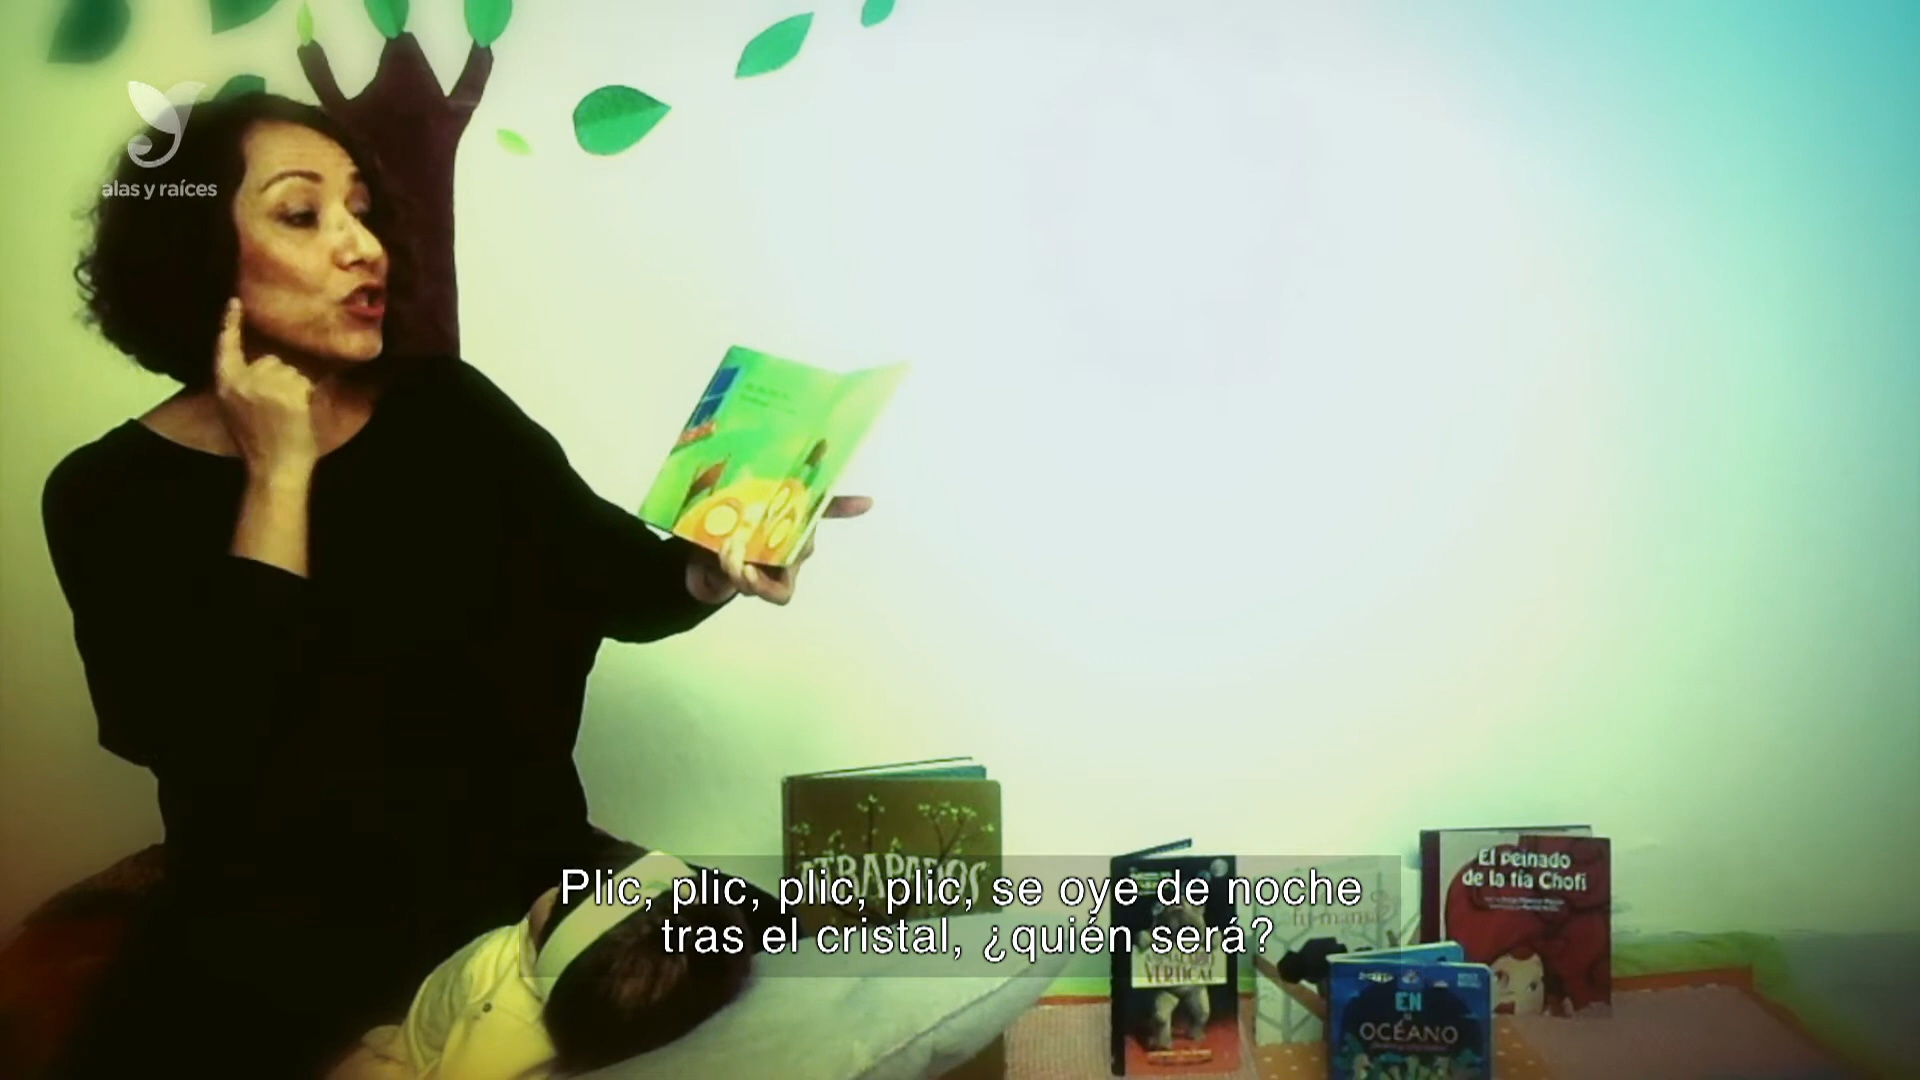 alas y raíces
ATRAPADOS
Plic, plic, plic, plic, se oye de noche
tras el cristal, ¿quién será?
VERTICAL
El peinado
de la tía Chofi
EN
OCÉANO